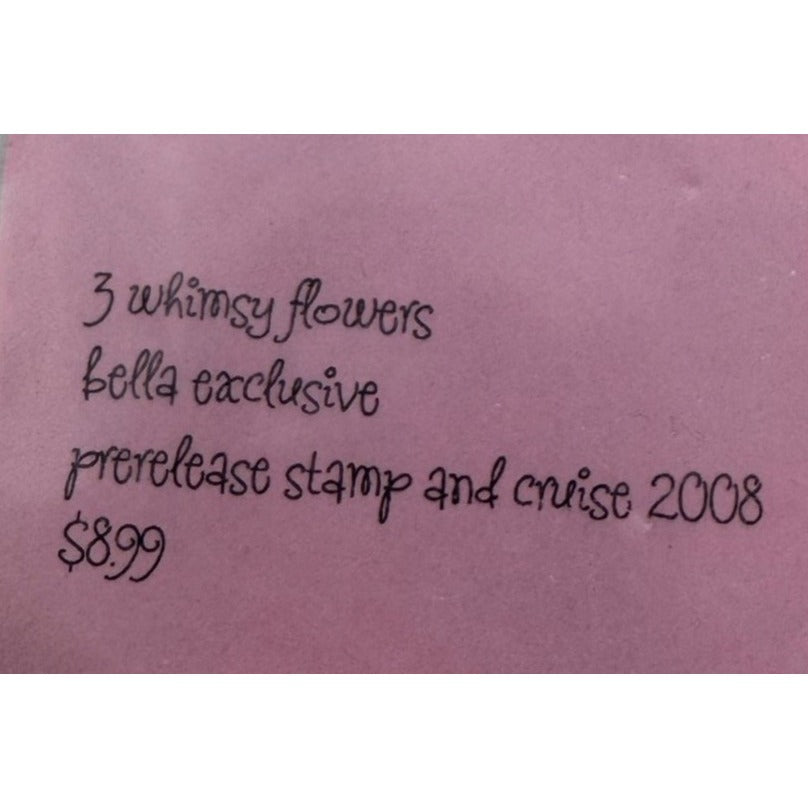 3 whimsy flowers
bella exclusive
prerelease stamp and cruise 2008
$8.99